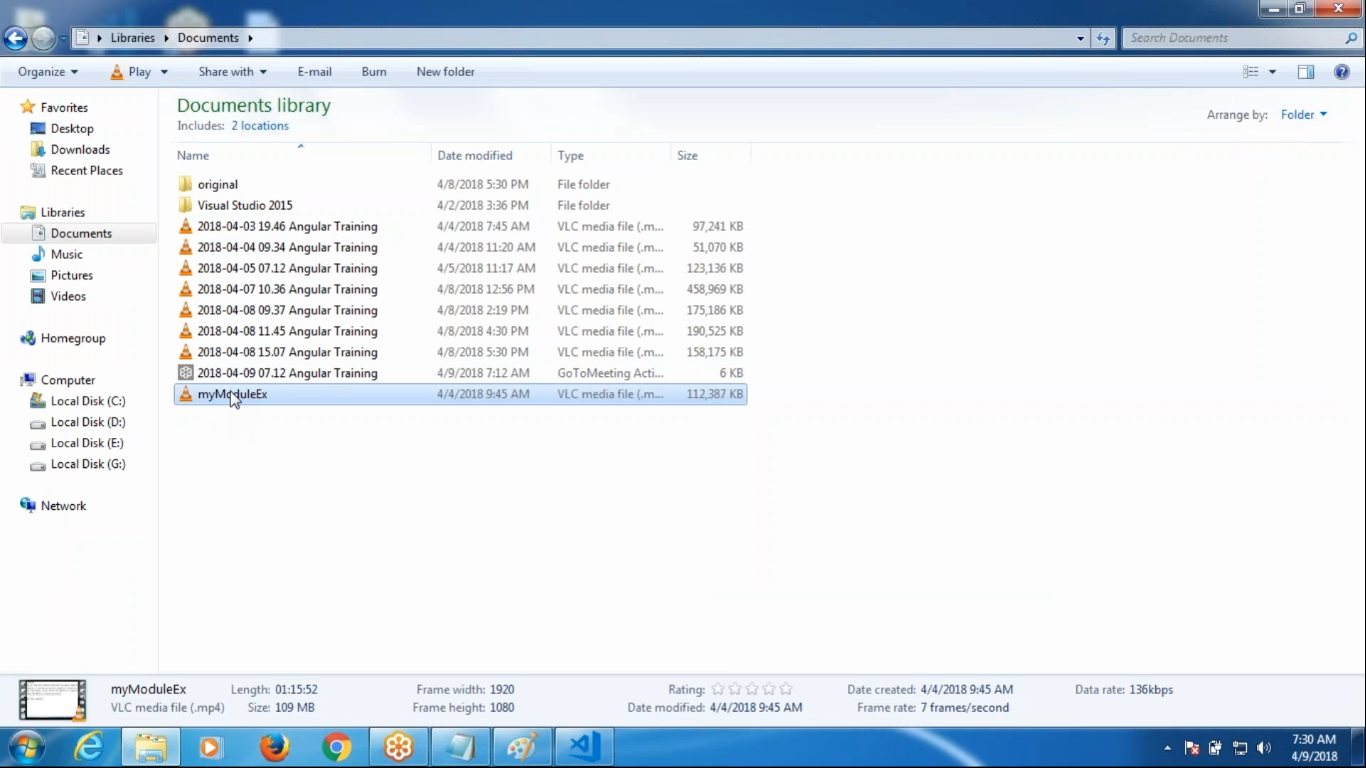 Libraries Documents Search Documents
Organize Play Share with E-mail Burn New folder
Favorites
Desktop
Downloads
Recent Places
Libraries
Documents
Music
Pictures
Videos
Homegroup
Computer
Local Disk (C:)
Local Disk (D:)
Local Disk (E:)
Local Disk (G:)
Network
Documents library
Includes: 2 locations
Arrange by: Folder
Name Date modified Type Size
original 4/8/2018 5:30 PM File folder
Visual Studio 2015 4/2/2018 3:36 PM File folder
2018-04-03 19.46 Angular Training 4/4/2018 7:45 AM VLC media file (.m... 97,241 KB
2018-04-04 09.34 Angular Training 4/4/2018 11:20 AM VLC media file (.m... 51,070 KB
2018-04-05 07.12 Angular Training 4/5/2018 11:17 AM VLC media file (.m... 123,136 KB
2018-04-07 10.36 Angular Training 4/8/2018 12:56 PM VLC media file (.m... 458,969 KB
2018-04-08 09.37 Angular Training 4/8/2018 2:19 PM VLC media file (.m... 175,186 KB
2018-04-08 11.45 Angular Training 4/8/2018 4:30 PM VLC media file (.m... 190,525 KB
2018-04-08 15.07 Angular Training 4/8/2018 5:30 PM VLC media file (.m... 158,175 KB
2018-04-09 07.12 Angular Training 4/9/2018 7:12 AM GoToMeeting Acti... 6 KB
myModuleEx 4/4/2018 9:45 AM VLC media file (.m... 112,387 KB
myModuleEx Length: 01:15:52 Frame width: 1920 Rating: Date created: 4/4/2018 9:45 AM Data rate: 136kbps
VLC media file (.mp4) Size: 109 MB Frame height: 1080 Date modified: 4/4/2018 9:45 AM Frame rate: 7 frames/second
7:30 AM
4/9/2018